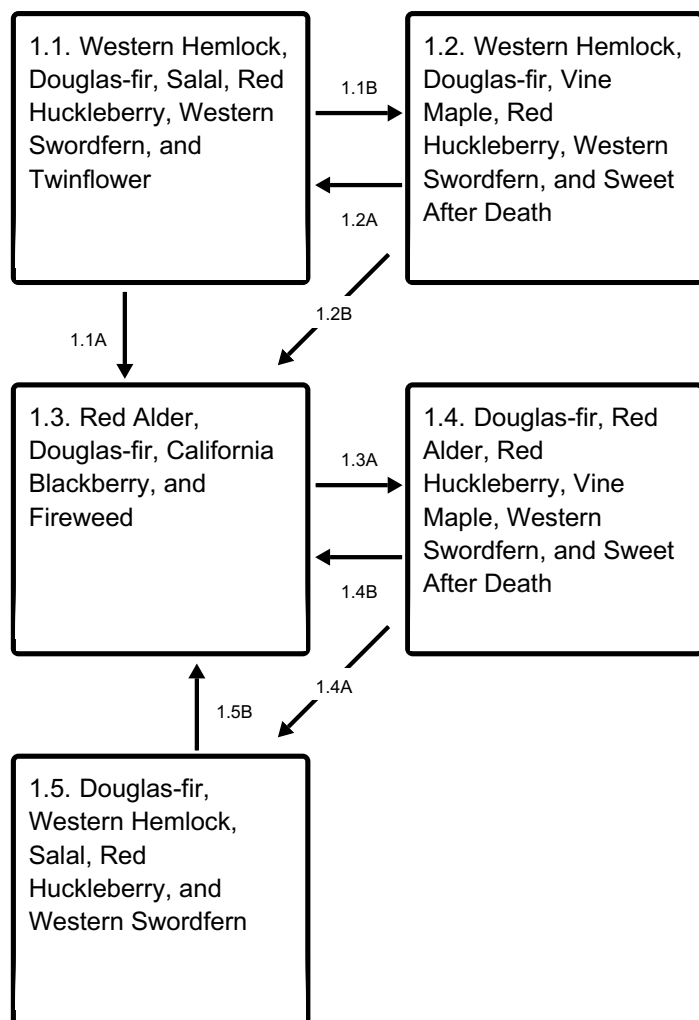 1.1. Western Hemlock,
Douglas-fir, Salal, Red
Huckleberry, Western
Swordfern, and
Twinflower
1.1B
1.2A
1.2. Western Hemlock,
Douglas-fir, Vine
Maple, Red
Huckleberry, Western
Swordfern, and Sweet
After Death
1.1A
1.2B
1.3. Red Alder,
Douglas-fir, California
Blackberry, and
Fireweed
1.3A
1.4B
1.4. Douglas-fir, Red
Alder, Red
Huckleberry, Vine
Maple, Western
Swordfern, and Sweet
After Death
1.5B
1.4A
1.5. Douglas-fir,
Western Hemlock,
Salal, Red
Huckleberry, and
Western Swordfern